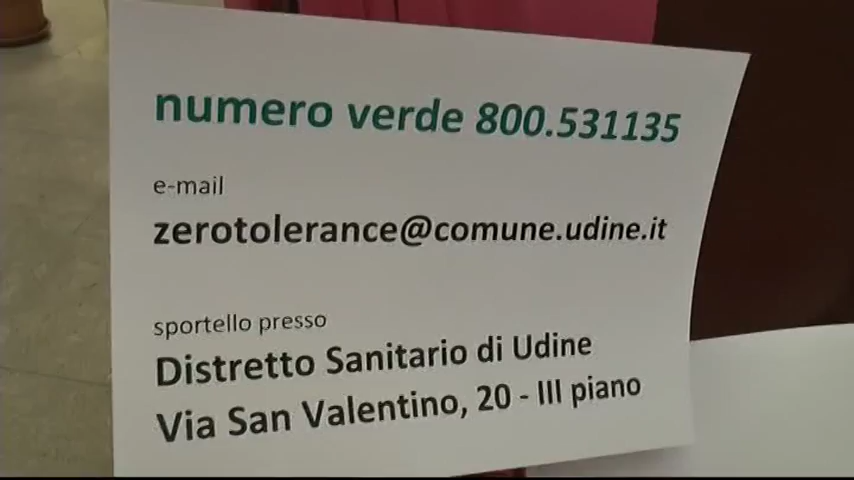 numero verde 800.531135
e-mail
zerotolerance@comune.udine.it
sportello presso
Distretto Sanitario di Udine
Via San Valentino, 20 - III piano